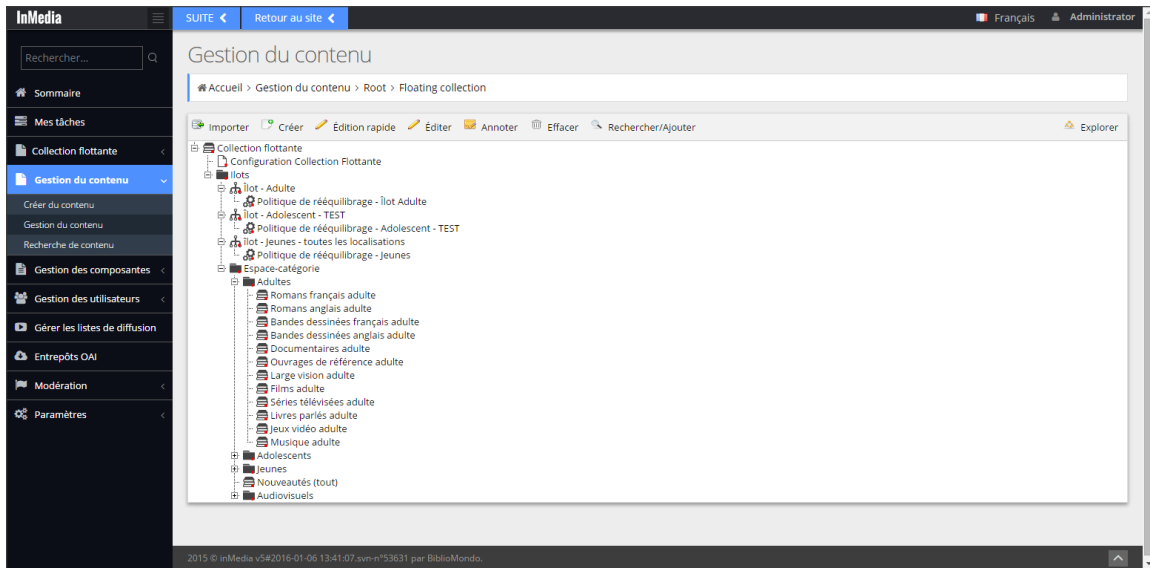 InMedia
SUITE
Retour au site
Français
Administrator
Rechercher...
Sommaire
Mes tâches
Collection flottante
Gestion du contenu
Créer du contenu
Gestion du contenu
Recherche de contenu
Gestion des composantes
Gestion des utilisateurs
Gérer les listes de diffusion
Entrepôts OAI
Modération
Paramètres
Gestion du contenu
Accueil > Gestion du contenu > Root > Floating collection
Importer Créer Édition rapide Éditer Annoter Effacer Rechercher/Ajouter Explorer
Collection flottante
Configuration Collection Flottante
Ilots
Îlot - Adulte
Politique de rééquilibrage - Îlot Adulte
Îlot - Adolescent - TEST
Politique de rééquilibrage - Adolescent - TEST
Îlot - Jeunes - toutes les localisations
Politique de rééquilibrage - Jeunes
Espace-catégorie
Adultes
Romans français adulte
Romans anglais adulte
Bandes dessinées français adulte
Bandes dessinées anglais adulte
Documentaires adulte
Ouvrages de référence adulte
Large vision adulte
Films adulte
Séries télévisées adulte
Livres parlés adulte
Jeux vidéo adulte
Musique adulte
Adolescents
Jeunes
Nouveautés (tout)
Audiovisuels
2015 © inMedia v5#2016-01-06 13:41:07.svn-n°53631 par BiblioMondo.